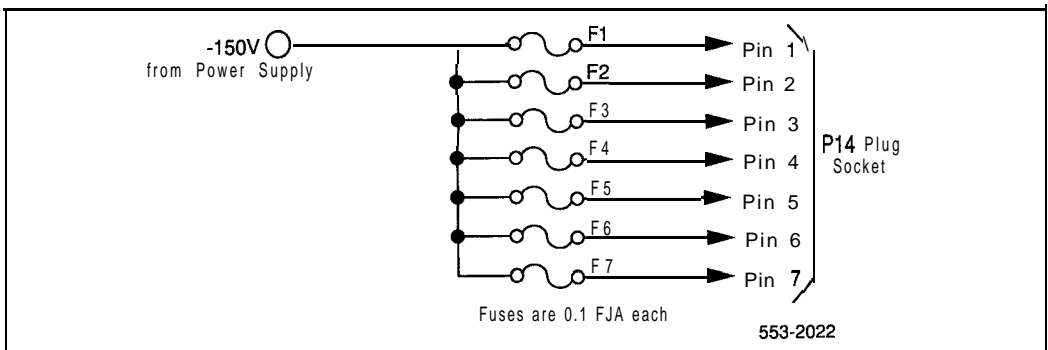 -150V
from Power Supply
F1
Pin 1
F2
Pin 2
F3
Pin 3
F4
Pin 4
F5
Pin 5
F6
Pin 6
F7
Pin 7
P14 Plug
Socket
Fuses are 0.1 FJA each
553-2022